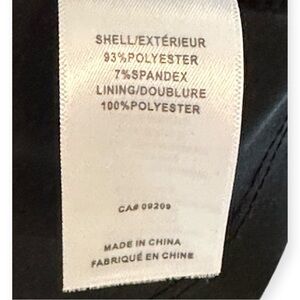 SHELL/EXTÉRIEUR
93%POLYESTER
7%SPANDEX
LINING/DOUBLURE
100%POLYESTER
CA# 09209
MADE IN CHINA
FABRIQUÉ EN CHINE